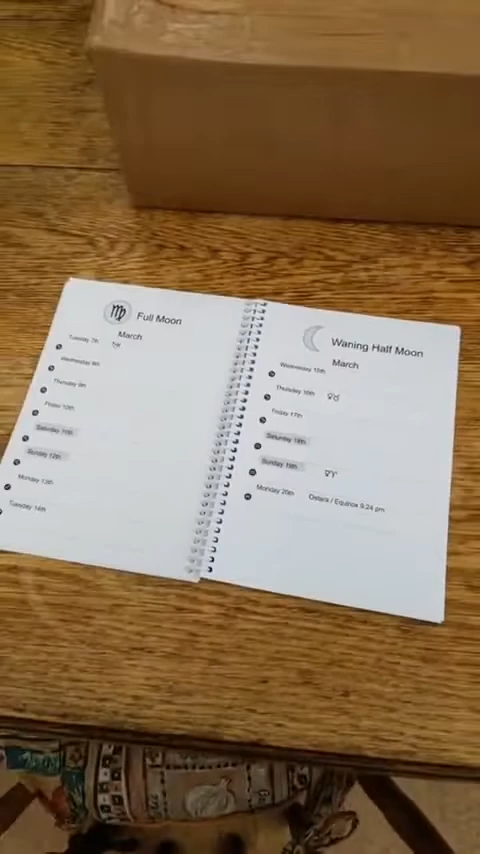 Full Moon
March
Tuesday 7th
Wednesday 8th
Thursday 9th
Friday 10th
Saturday 11th
Sunday 12th
Monday 13th
Tuesday 14th
Waning Half Moon
March
Wednesday 15th
Thursday 16th ♀♉
Friday 17th
Saturday 18th
Sunday 19th
Monday 20th Ostara / Equinox 9.24 pm